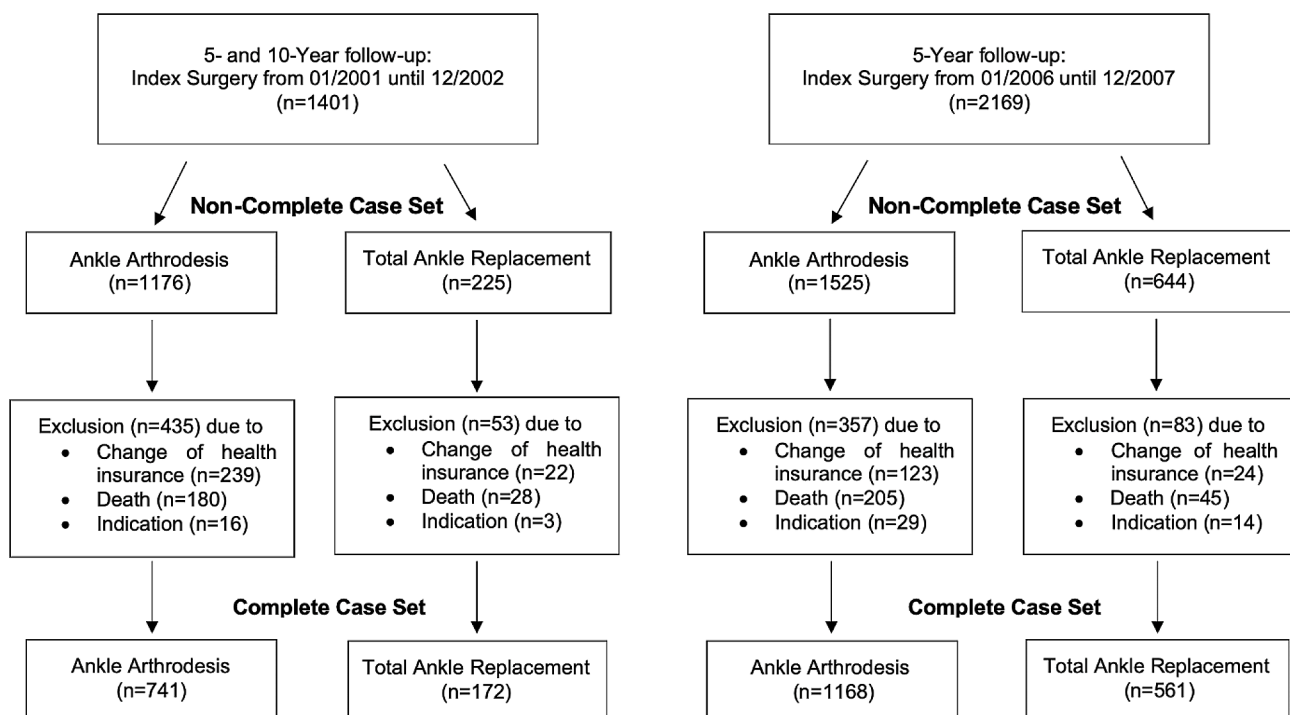 5- and 10-Year follow-up:
Index Surgery from 01/2001 until 12/2002
(n=1401)
Non-Complete Case Set
Ankle Arthrodesis
(n=1176)
Total Ankle Replacement
(n=225)
Exclusion (n=435) due to
• Change of health
insurance (n=239)
• Death (n=180)
• Indication (n=16)
Exclusion (n=53) due to
• Change of health
insurance (n=22)
• Death (n=28)
• Indication (n=3)
Complete Case Set
Ankle Arthrodesis
(n=741)
Total Ankle Replacement
(n=172)
5-Year follow-up:
Index Surgery from 01/2006 until 12/2007
(n=2169)
Non-Complete Case Set
Ankle Arthrodesis
(n=1525)
Total Ankle Replacement
(n=644)
Exclusion (n=357) due to
• Change of health
insurance (n=123)
• Death (n=205)
• Indication (n=29)
Exclusion (n=83) due to
• Change of health
insurance (n=24)
• Death (n=45)
• Indication (n=14)
Complete Case Set
Ankle Arthrodesis
(n=1168)
Total Ankle Replacement
(n=561)